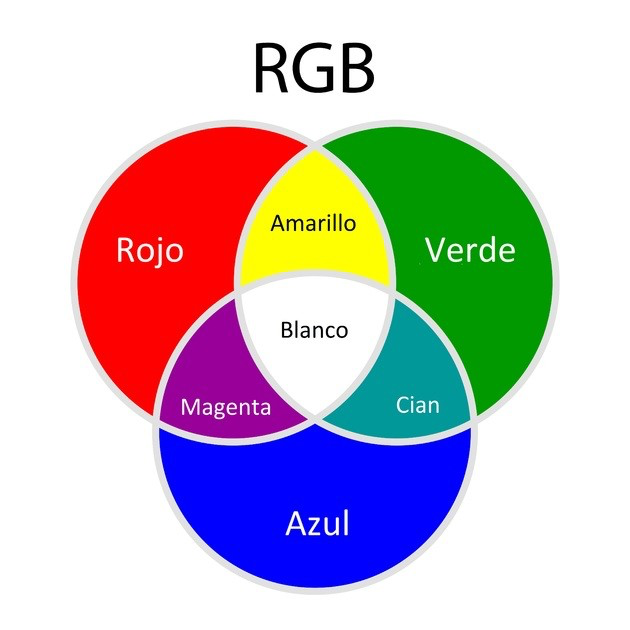 RGB
Rojo
Amarillo
Verde
Blanco
Magenta
Cian
Azul